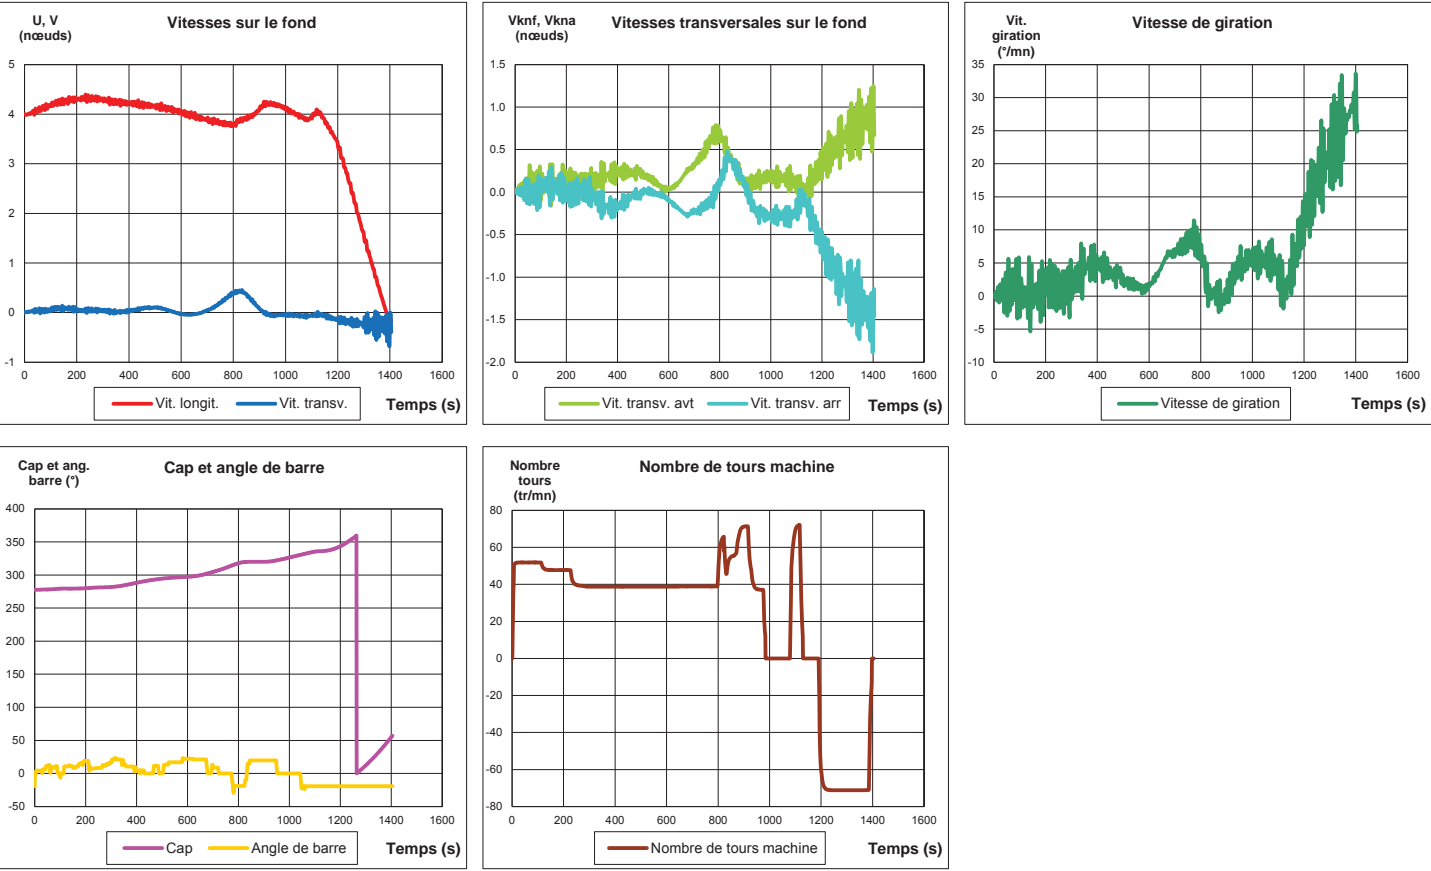 U, V
(nœuds)
Vitesses sur le fond
5
4
3
2
1
0
-1
0 200 400 600 800 1000 1200 1400 1600
Vit. longit. Vit. transv. Temps (s)
Vknf, Vkna
(nœuds)
Vitesses transversales sur le fond
1.5
1.0
0.5
0.0
-0.5
-1.0
-1.5
-2.0
0 200 400 600 800 1000 1200 1400 1600
Vit. transv. avt Vit. transv. arr Temps (s)
Vit.
giration
(°/mn)
Vitesse de giration
35
30
25
20
15
10
5
0
-5
-10
0 200 400 600 800 1000 1200 1400 1600
Vitesse de giration Temps (s)
Cap et ang.
barre (°)
Cap et angle de barre
400
350
300
250
200
150
100
50
0
-50
0 200 400 600 800 1000 1200 1400 1600
Cap Angle de barre Temps (s)
Nombre
tours
(tr/mn)
Nombre de tours machine
80
60
40
20
0
-20
-40
-60
-80
0 200 400 600 800 1000 1200 1400 1600
Nombre de tours machine Temps (s)